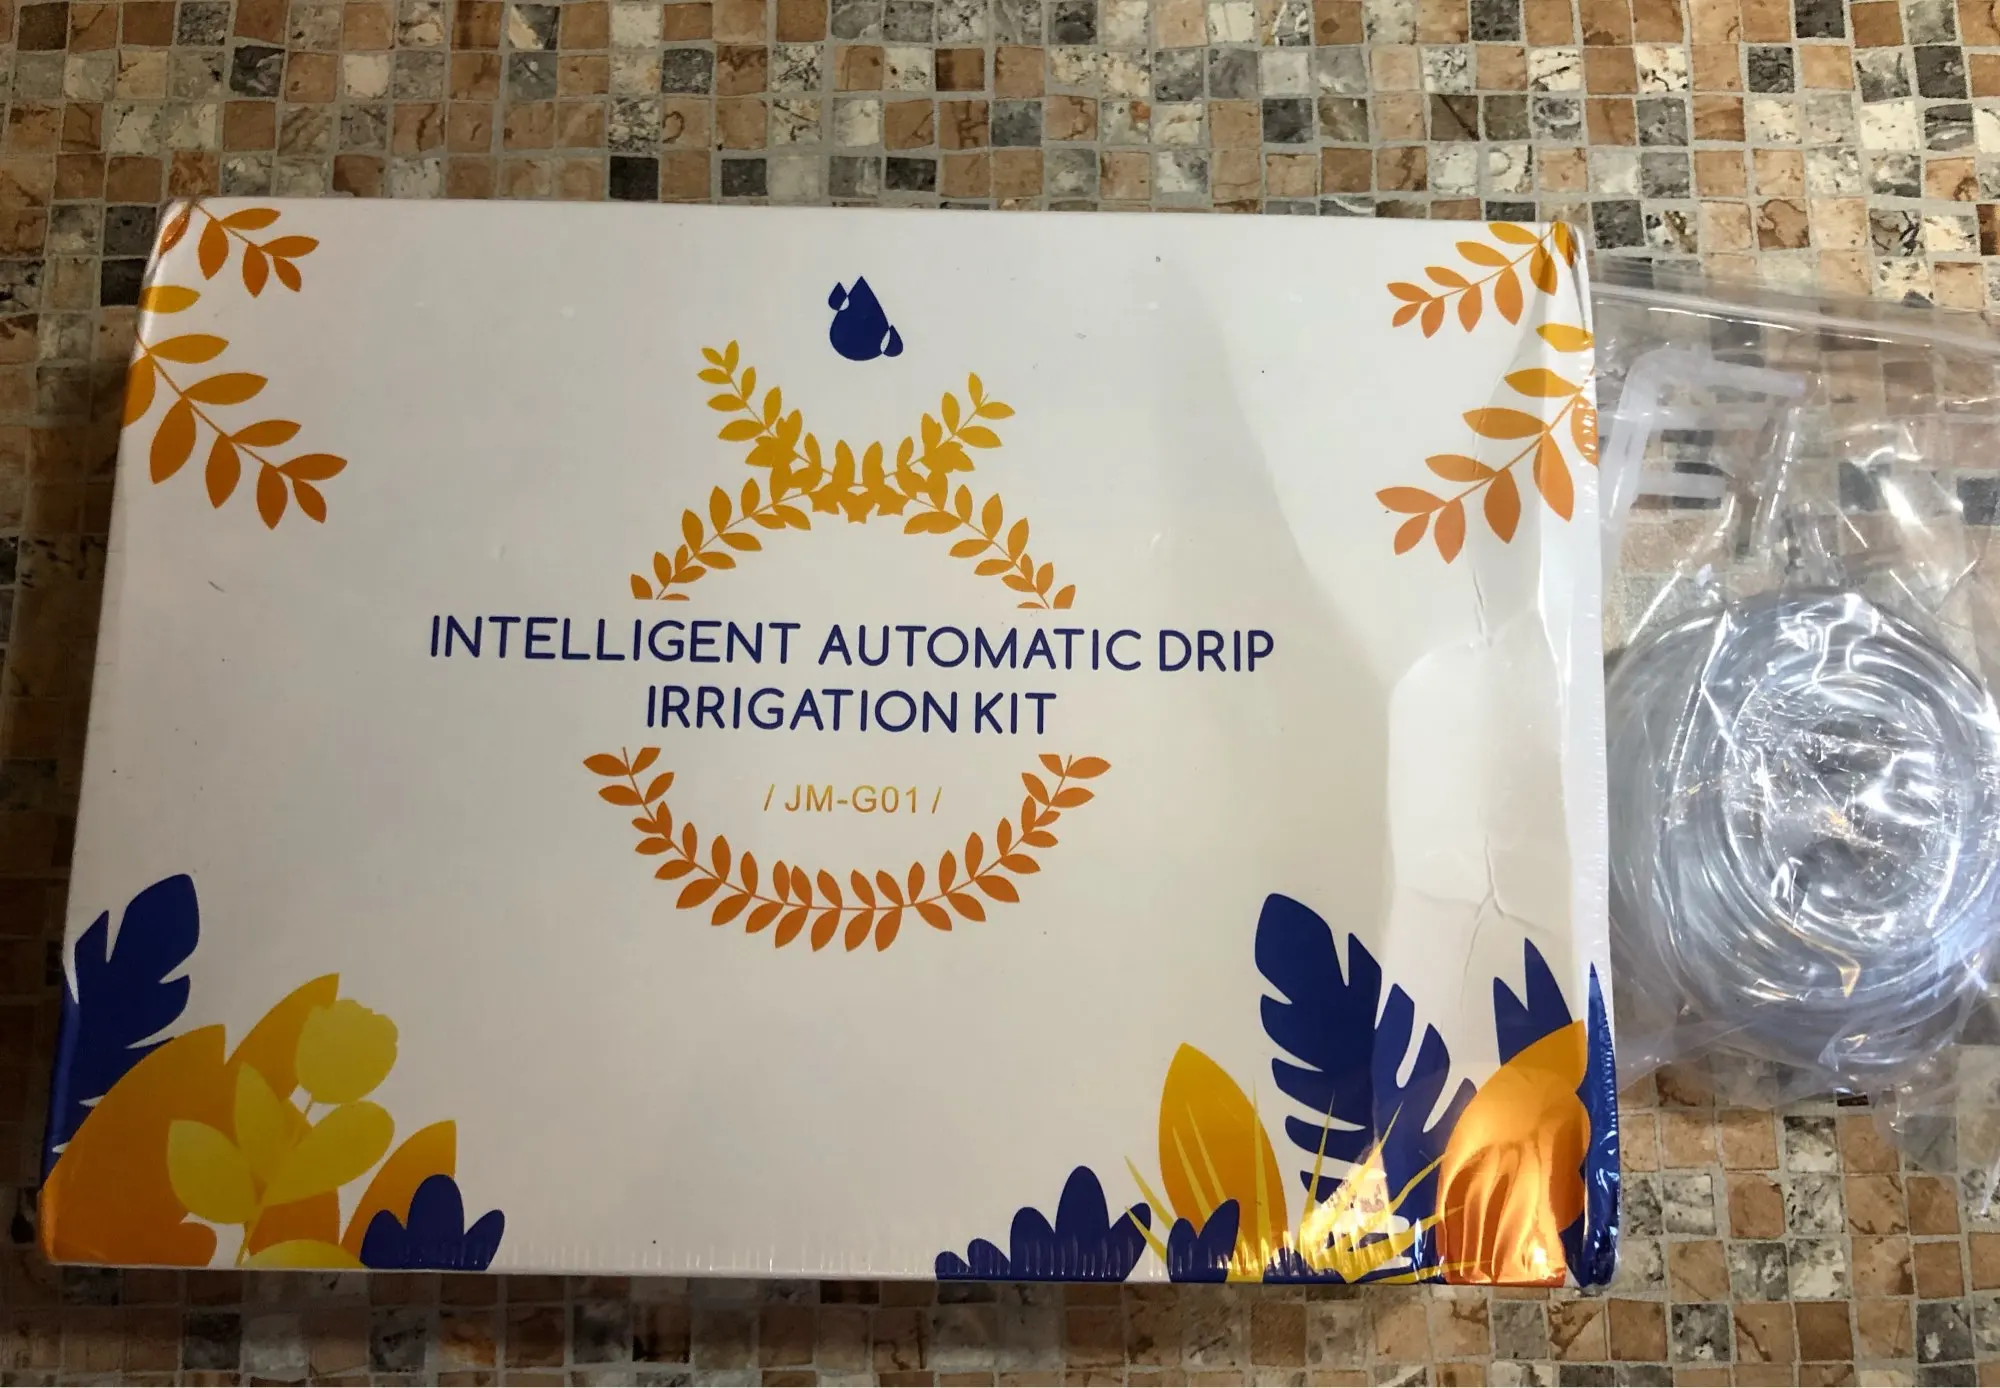 INTELLIGENT AUTOMATIC DRIP
IRRIGATION KIT
/ JM-G01 /